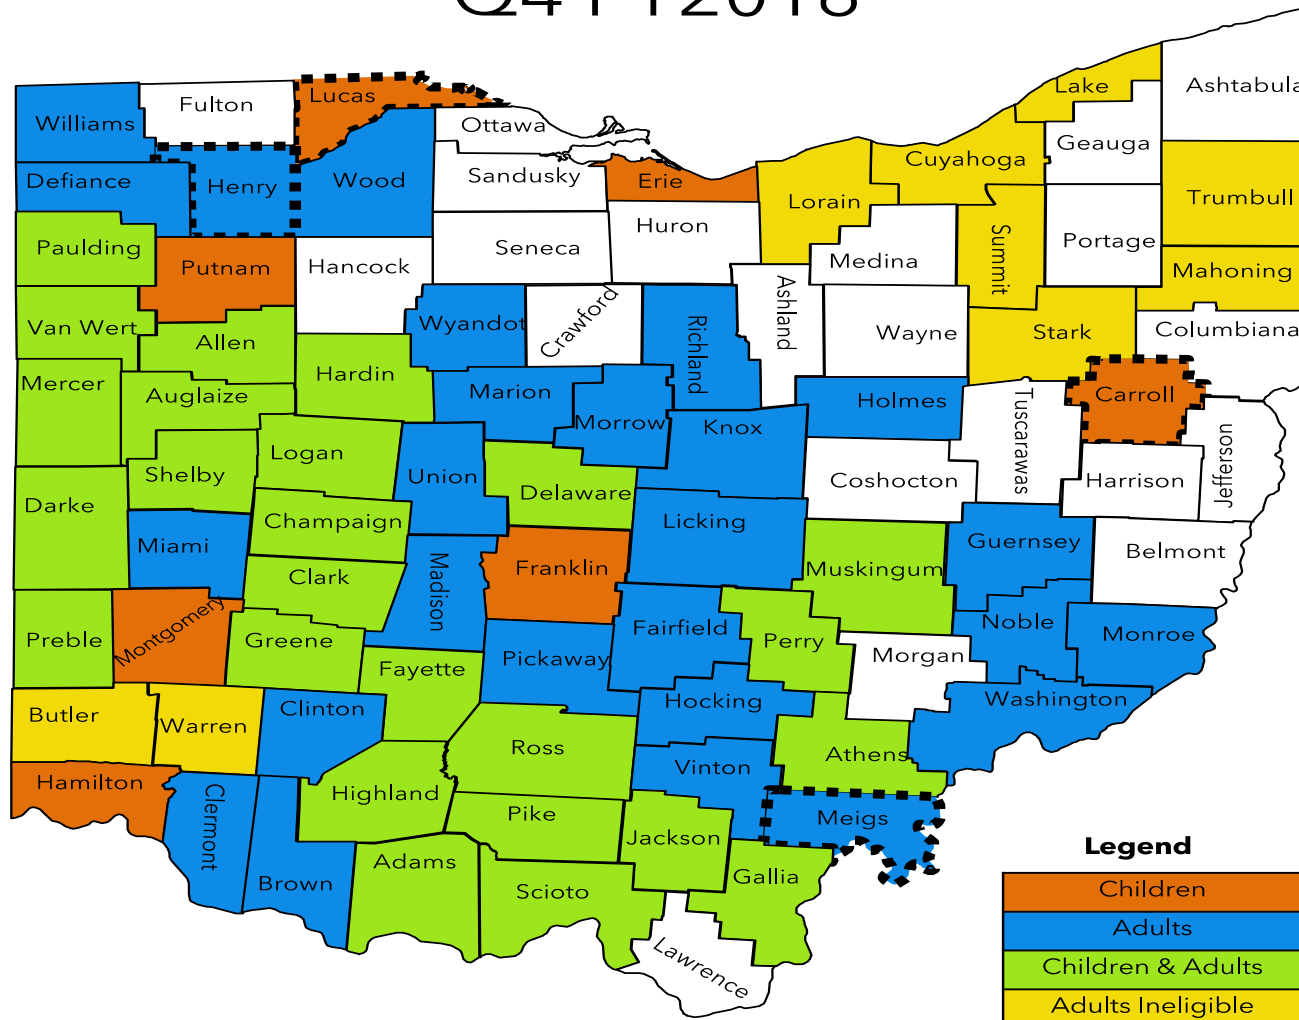 Q4 FY2018
Lucas
Fulton
Lake
Ashtabula
Williams
Ottawa
Geauga
Cuyahoga
Defiance
Henry
Wood
Sandusky
Erie
Trumbull
Lorain
Huron
Paulding
Seneca
Portage
Summit
Medina
Putnam
Hancock
Mahoning
Ashland
Van Wert
Wyandot
Crawford
Richland
Wayne
Stark
Columbiana
Allen
Mercer
Hardin
Auglaize
Marion
Holmes
Carroll
Morrow
Knox
Tuscarawas
Logan
Shelby
Union
Delaware
Coshocton
Harrison
Jefferson
Darke
Champaign
Licking
Miami
Guernsey
Belmont
Clark
Madison
Franklin
Muskingum
Preble
Montgomery
Greene
Fairfield
Perry
Noble
Monroe
Fayette
Pickaway
Morgan
Hocking
Washington
Butler
Warren
Clinton
Ross
Athens
Vinton
Hamilton
Highland
Clermont
Pike
Meigs
Jackson
Adams
Brown
Scioto
Gallia
Lawrence
Legend
Children
Adults
Children & Adults
Adults Ineligible